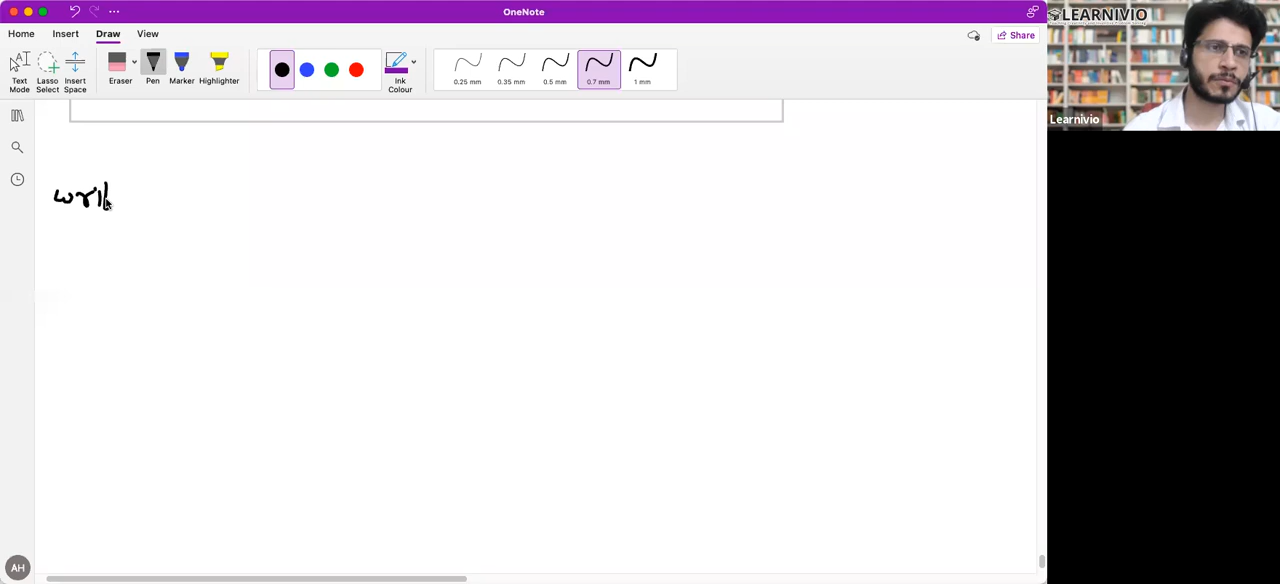 OneNote
Home Insert Draw View
Share
Text Mode
Lasso Select
Insert Space
Eraser
Pen
Marker
Highlighter
Ink Colour
0.25 mm
0.35 mm
0.5 mm
0.7 mm
1 mm
LEARNIVIO
Learnivio
AH